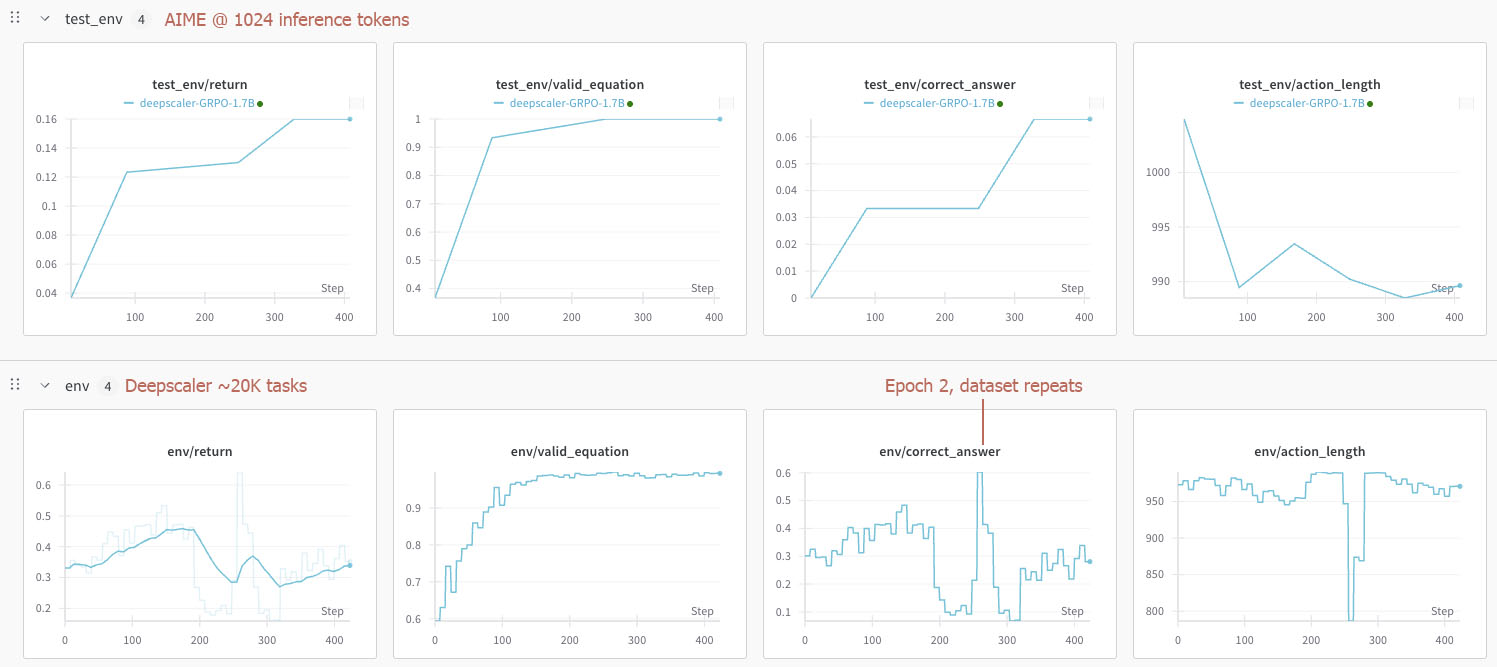 test_env 4 AIME @ 1024 inference tokens
test_env/return
deepscaler-GRPO-1.7B
0.16
0.14
0.12
0.1
0.08
0.06
0.04
Step
100 200 300 400
test_env/valid_equation
deepscaler-GRPO-1.7B
1
0.9
0.8
0.7
0.6
0.5
0.4
Step
100 200 300 400
test_env/correct_answer
deepscaler-GRPO-1.7B
0.06
0.05
0.04
0.03
0.02
0.01
0
Step
100 200 300 400
test_env/action_length
deepscaler-GRPO-1.7B
1000
995
990
Step
100 200 300 400
env 4 Deepscaler ~20K tasks
Epoch 2, dataset repeats
env/return
0.6
0.5
0.4
0.3
0.2
Step
0 100 200 300 400
env/valid_equation
0.9
0.8
0.7
0.6
Step
0 100 200 300 400
env/correct_answer
0.6
0.5
0.4
0.3
0.2
0.1
Step
0 100 200 300 400
env/action_length
950
900
850
800
Step
0 100 200 300 400